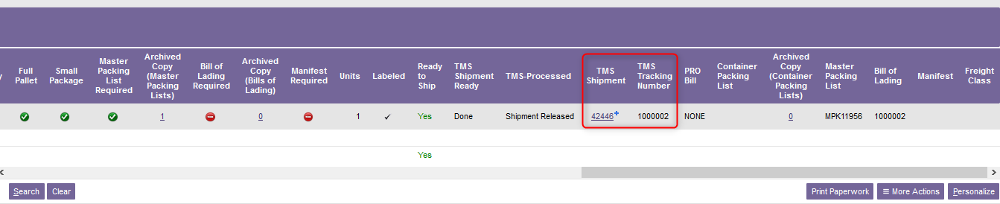 y
Full Pallet
Small Package
Master Packing List Required
Archived Copy (Master Packing Lists)
Bill of Lading Required
Archived Copy (Bills of Lading)
Manifest Required
Units
Labeled
Ready to Ship
TMS Shipment Ready
TMS-Processed
TMS Shipment
TMS Tracking Number
PRO Bill
Container Packing List
Archived Copy (Container Packing Lists)
Master Packing List
Bill of Lading
Manifest
Freight Class
1
0
1
Yes
Done
Shipment Released
42446+
1000002
NONE
0
MPK11956
1000002
Yes
Search
Clear
Print Paperwork
More Actions
Personalize